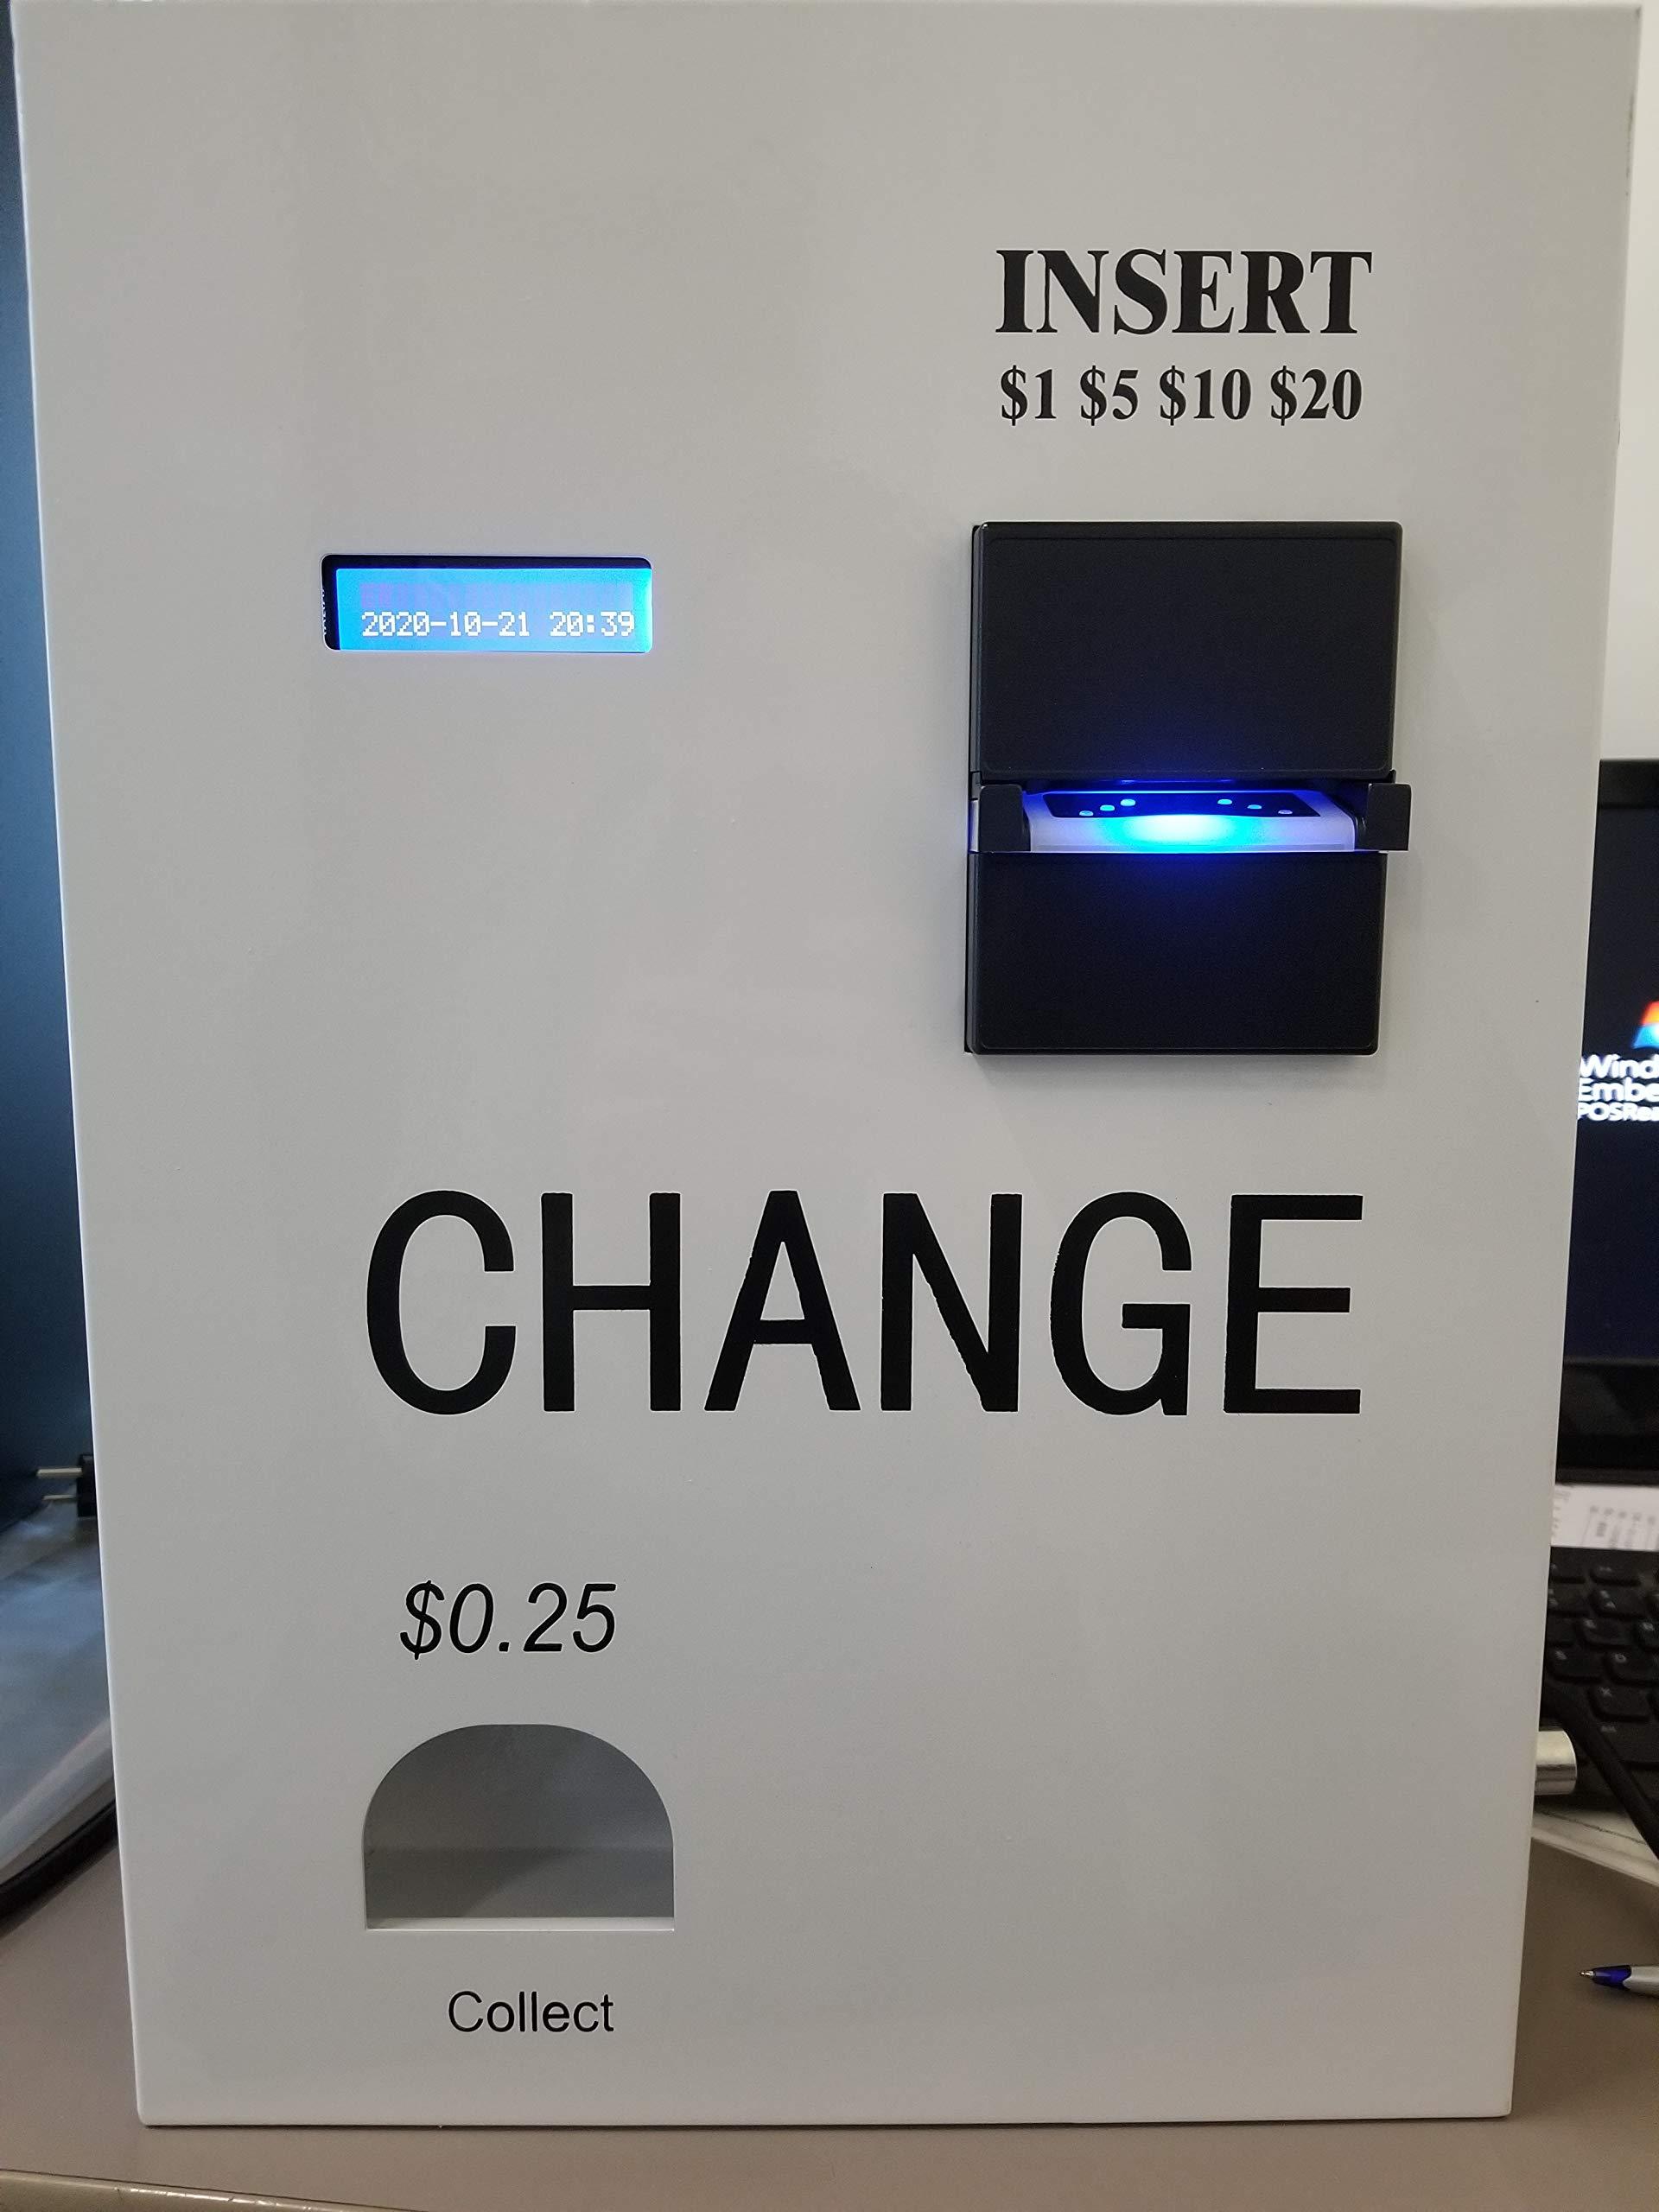 INSERT
$1 $5 $10 $20
2020-10-21 20:39
CHANGE
$0.25
Collect